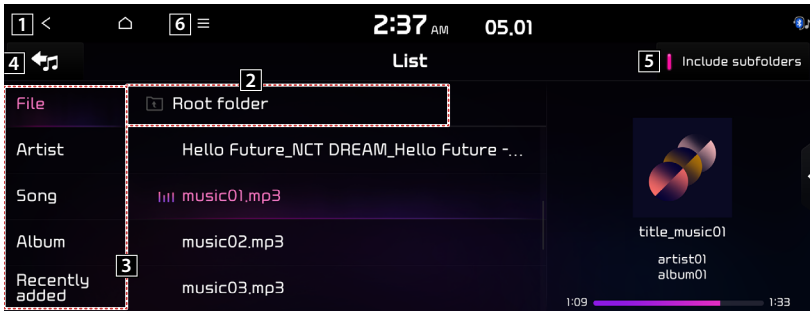 1
6
2:37 AM 05.01
4
List
5 Include subfolders
2
File
Root folder
Artist
Hello Future_NCT DREAM_Hello Future -...
Song
music01.mp3
Album
music02.mp3
3
Recently
added
music03.mp3
title_music01
artist01
album01
1:09
1:33